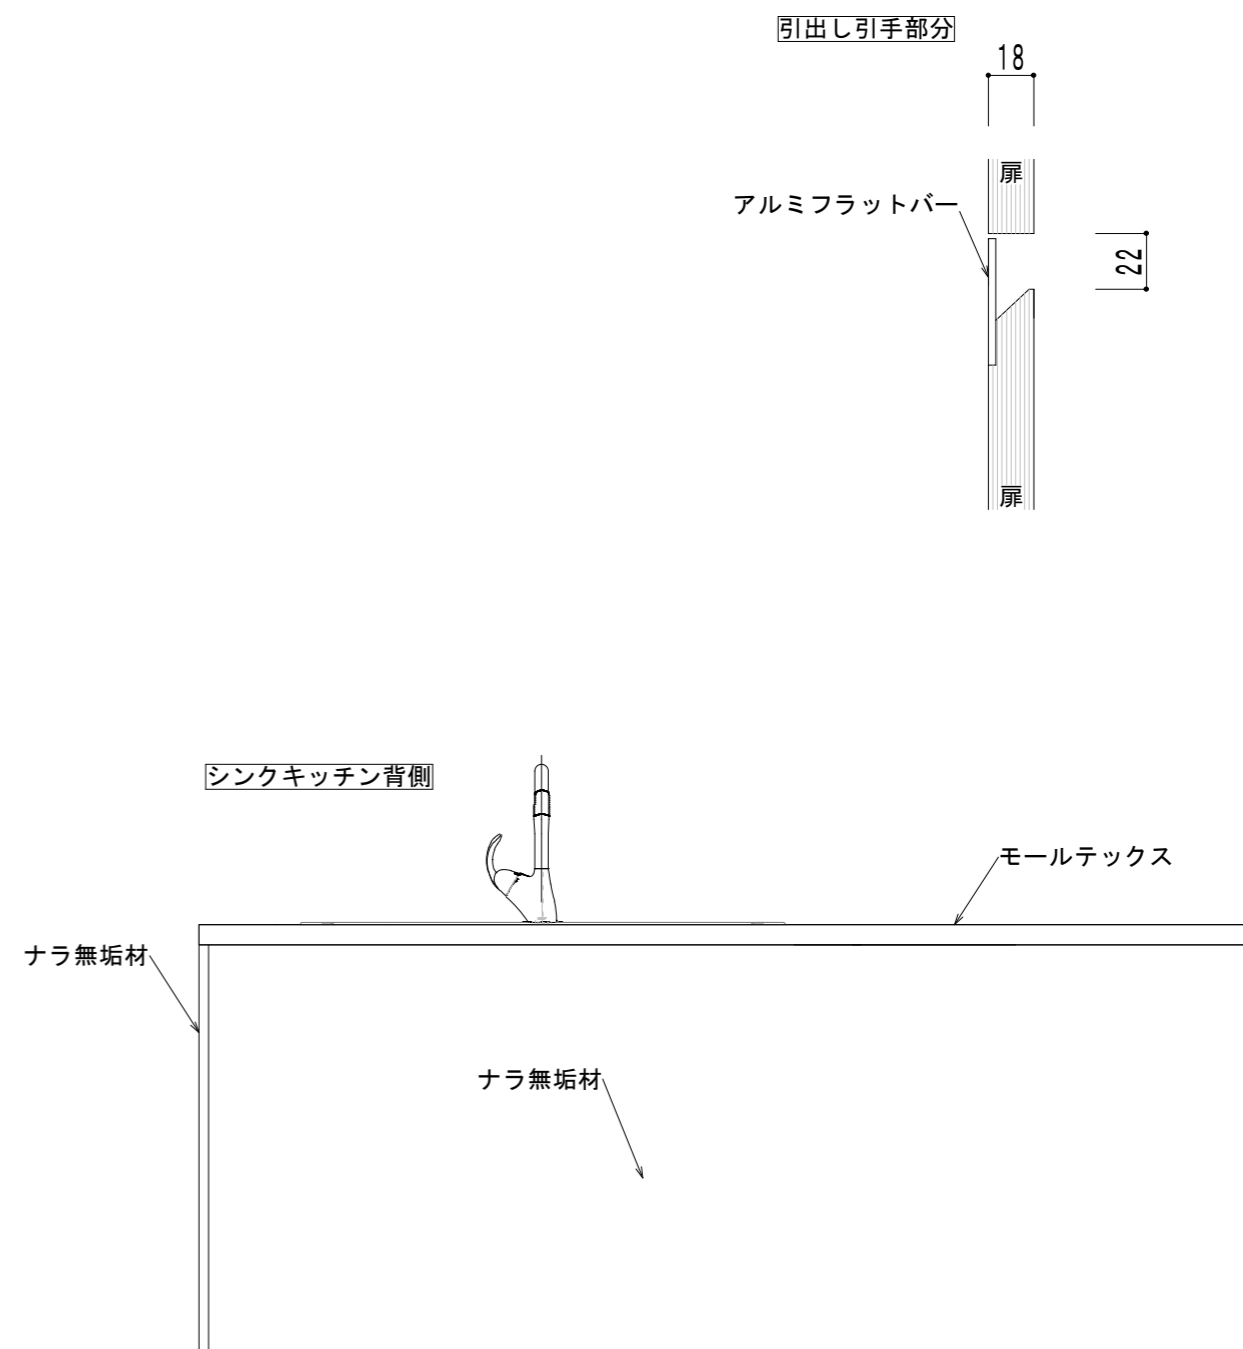 引出し引手部分
18
扉
アルミフラットバー
22
扉
シンクキッチン背側
モールテックス
ナラ無垢材
ナラ無垢材